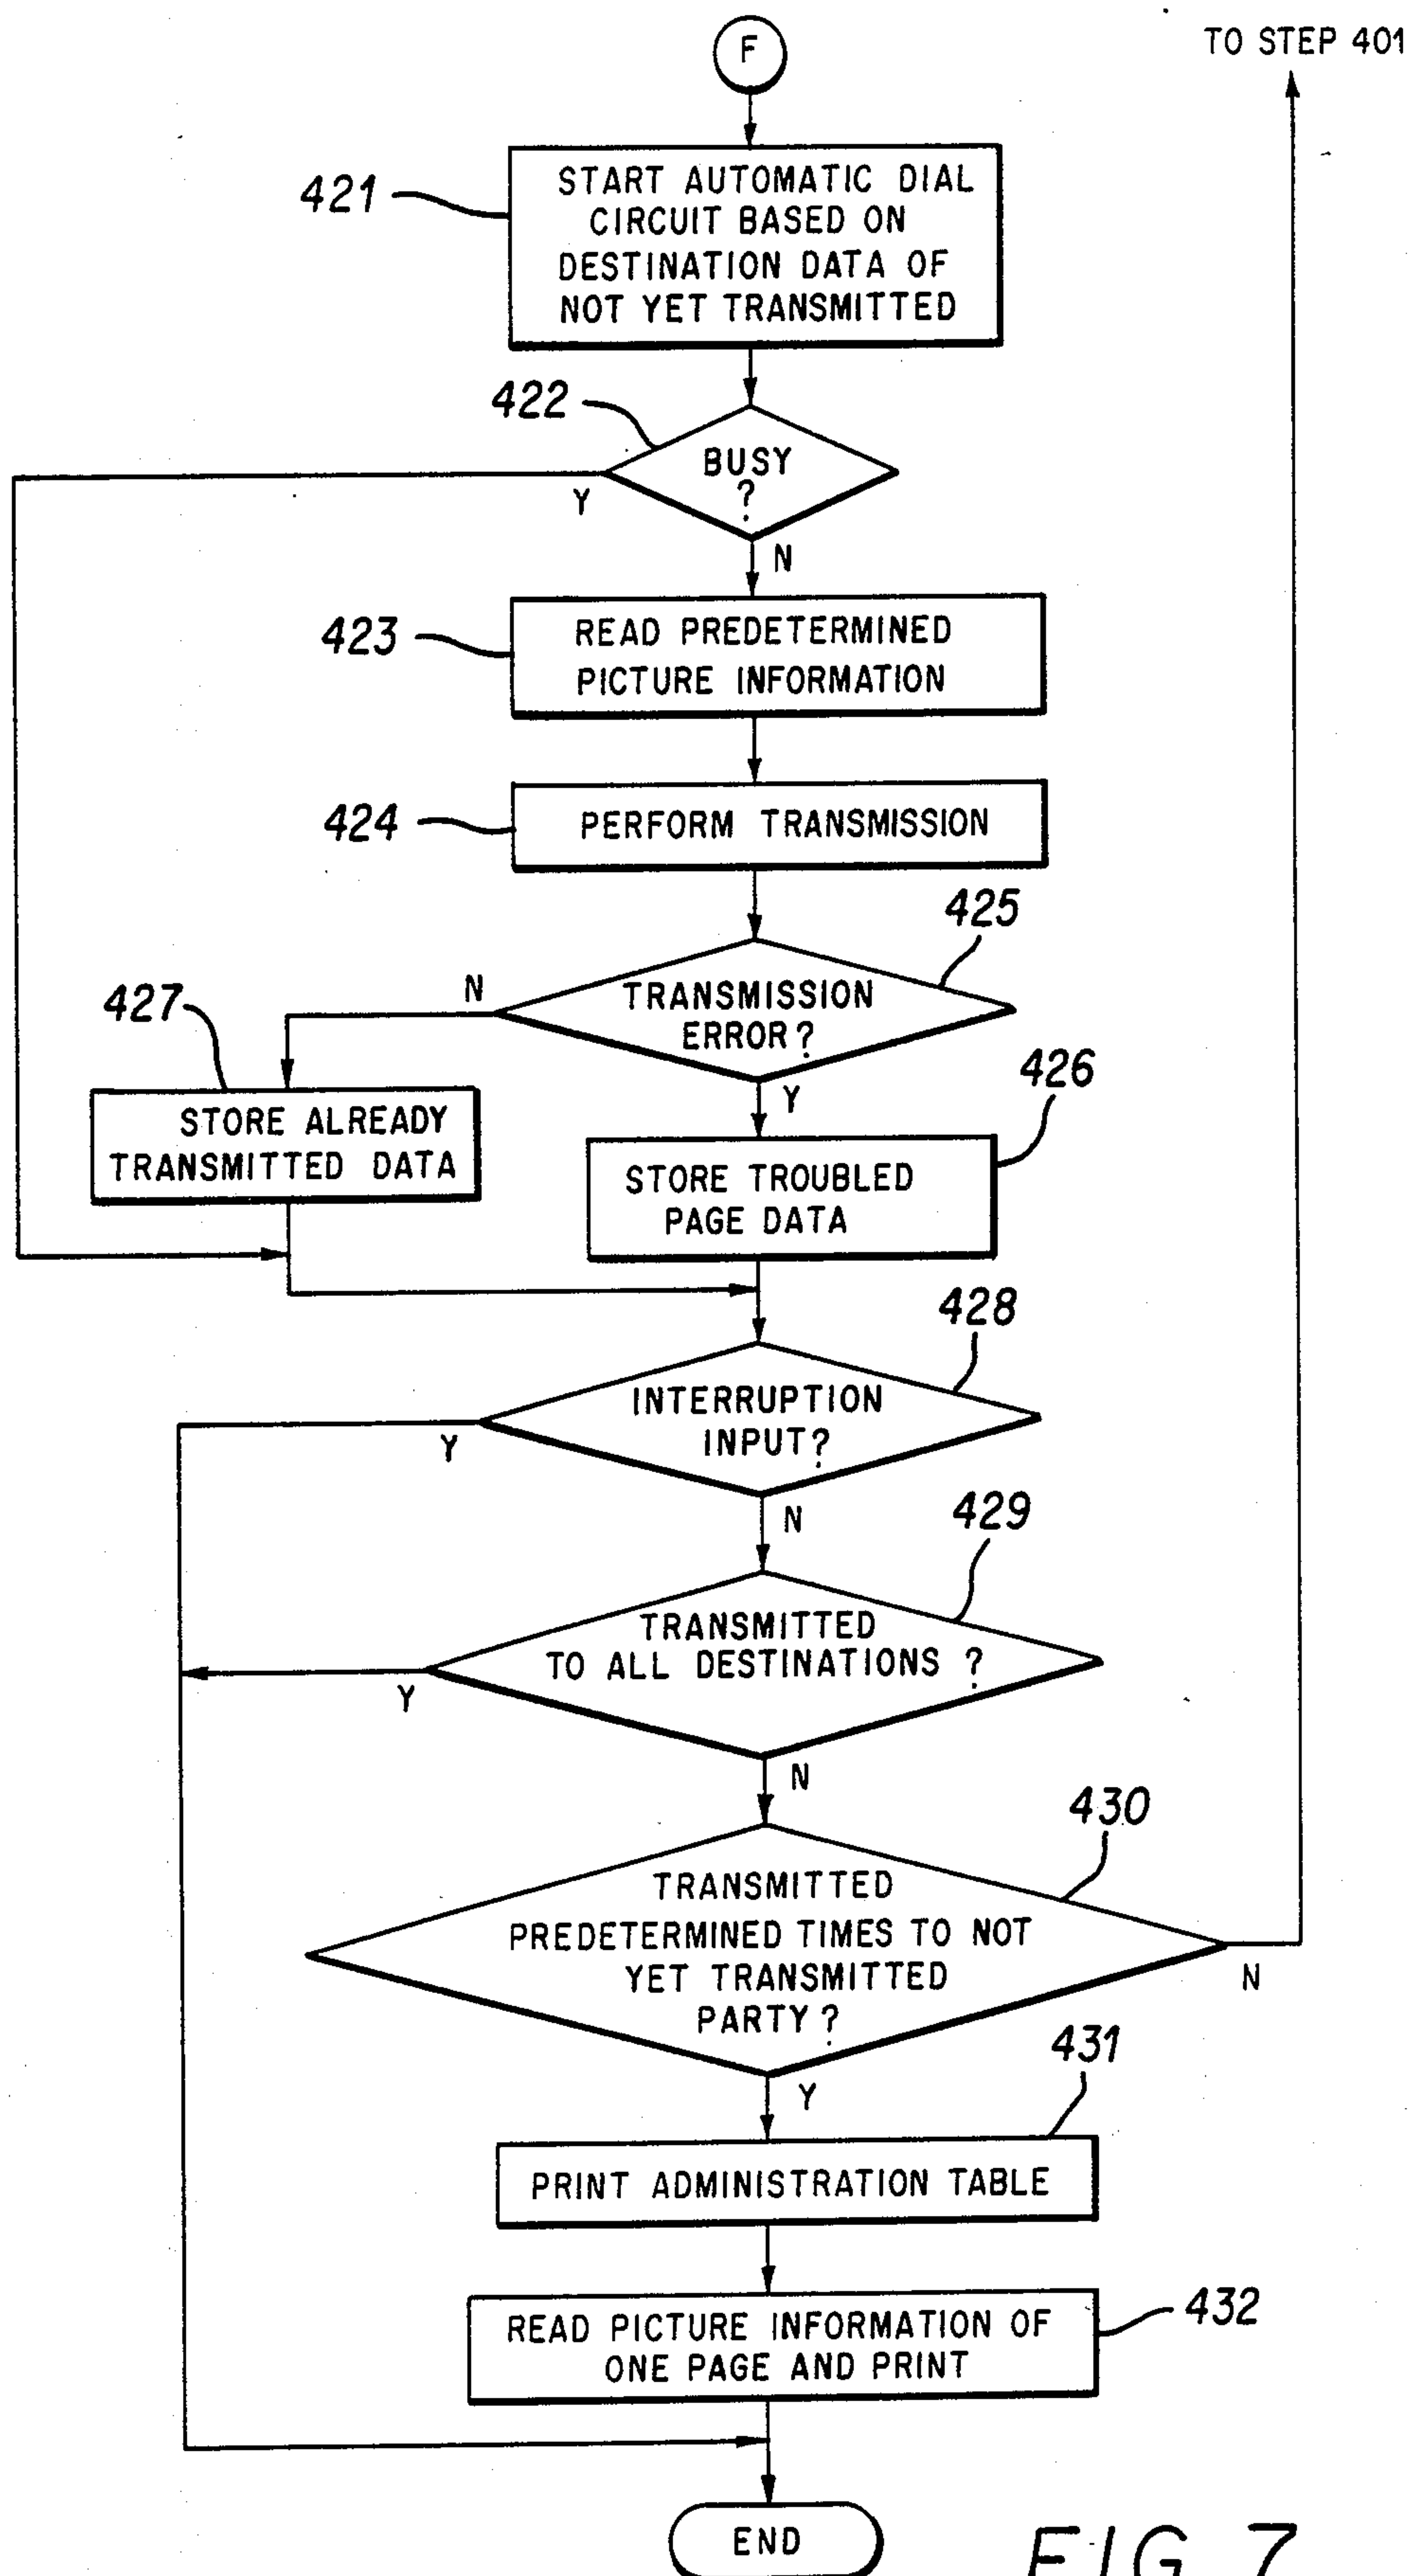 F
TO STEP 401
421
START AUTOMATIC DIAL
CIRCUIT BASED ON
DESTINATION DATA OF
NOT YET TRANSMITTED
422
BUSY
?
Y
N
423
READ PREDETERMINED
PICTURE INFORMATION
424
PERFORM TRANSMISSION
425
TRANSMISSION
ERROR?
N
Y
427
STORE ALREADY
TRANSMITTED DATA
426
STORE TROUBLED
PAGE DATA
428
INTERRUPTION
INPUT?
Y
N
429
TRANSMITTED
TO ALL DESTINATIONS ?
Y
N
430
TRANSMITTED
PREDETERMINED TIMES TO NOT
YET TRANSMITTED
PARTY ?
N
Y
431
PRINT ADMINISTRATION TABLE
432
READ PICTURE INFORMATION OF
ONE PAGE AND PRINT
END
FIG. 7